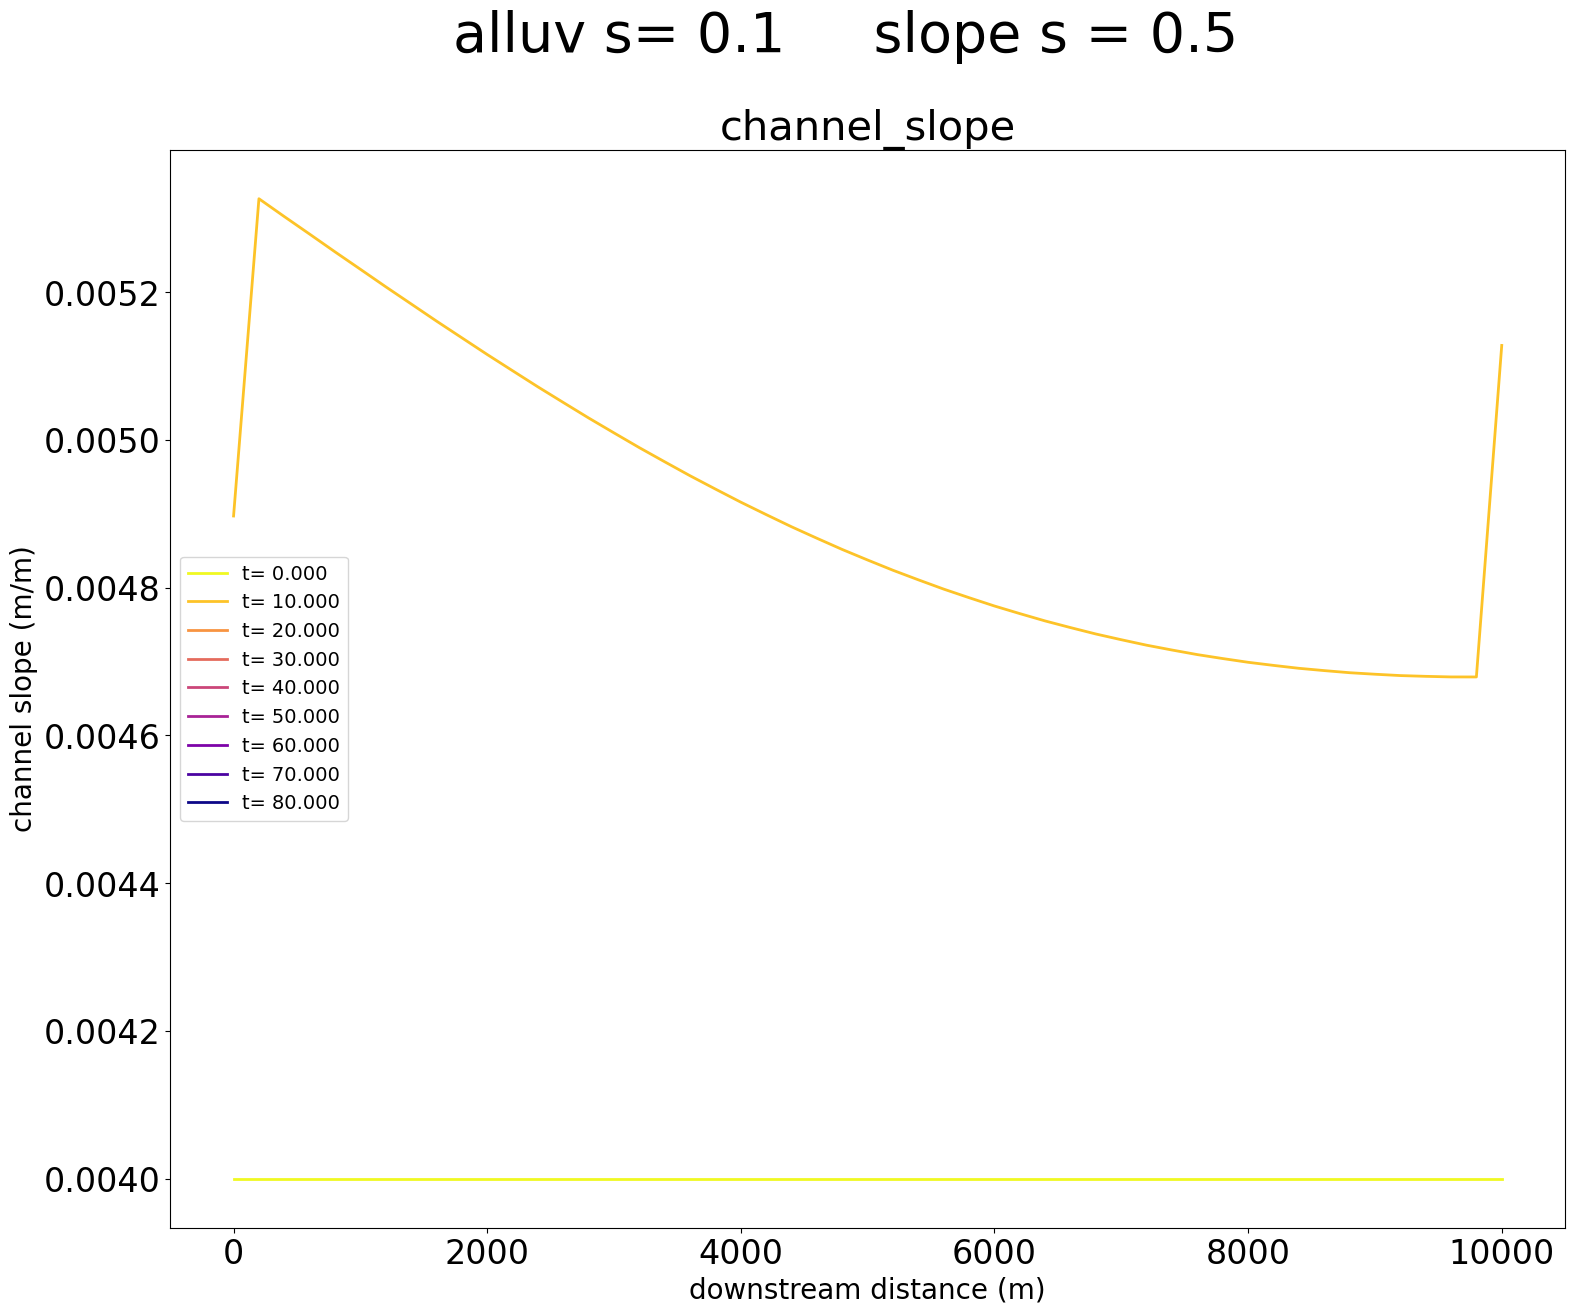 alluv s= 0.1     slope s = 0.5
channel_slope
channel slope (m/m)
0.0052
0.0050
0.0048
0.0046
0.0044
0.0042
0.0040
t= 0.000
t= 10.000
t= 20.000
t= 30.000
t= 40.000
t= 50.000
t= 60.000
t= 70.000
t= 80.000
0 2000 4000 6000 8000 10000
downstream distance (m)